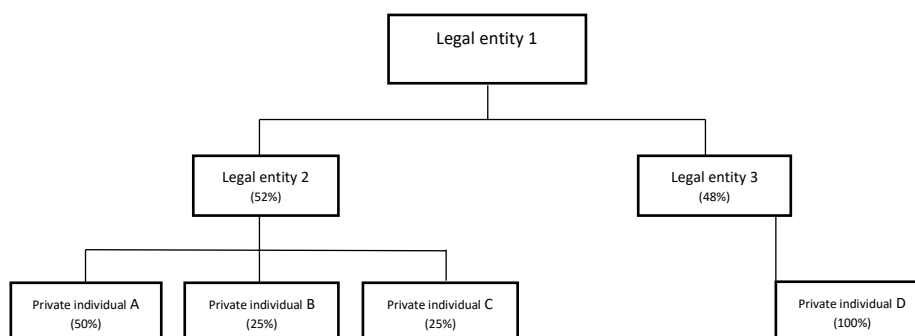 Legal entity 1
Legal entity 2
(52%)
Legal entity 3
(48%)
Private individual A
(50%)
Private individual B
(25%)
Private individual C
(25%)
Private individual D
(100%)